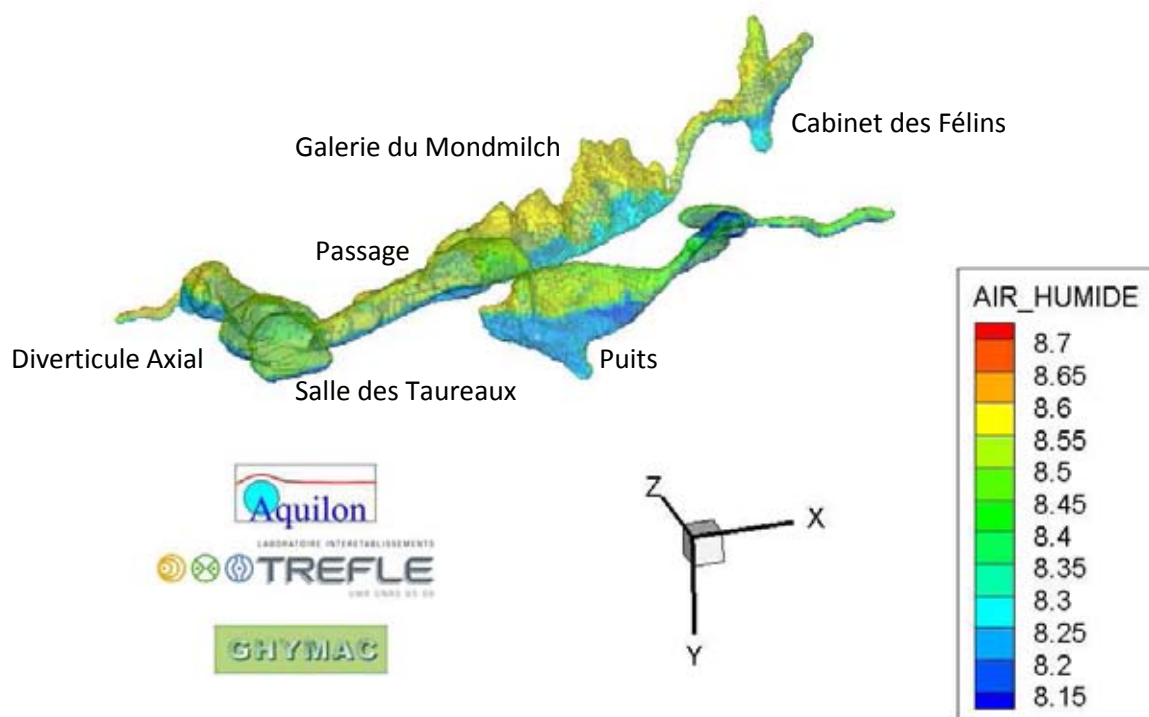 Cabinet des Félins
Galerie du Mondmilch
Passage
AIR_HUMIDE
8.7
8.65
8.6
8.55
8.5
8.45
8.4
8.35
8.3
8.25
8.2
8.15
Diverticule Axial
Puits
Salle des Taureaux
Aquilon
LABORATOIRE INTERETABLISSEMENTS
TREFLE
GHYMAC
Z
X
Y